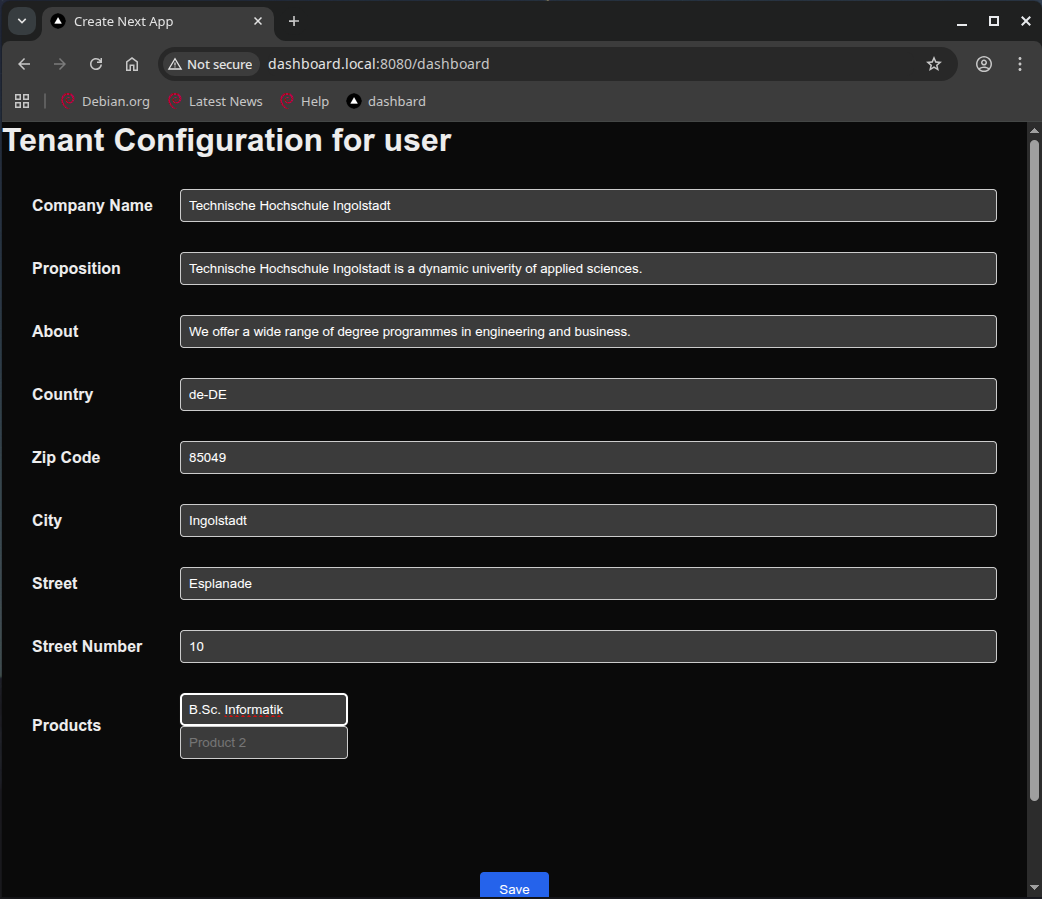 Create Next App
Not secure dashboard.local:8080/dashboard
Debian.org Latest News Help dashbard
Tenant Configuration for user
Company Name Technische Hochschule Ingolstadt
Proposition Technische Hochschule Ingolstadt is a dynamic univerity of applied sciences.
About We offer a wide range of degree programmes in engineering and business.
Country de-DE
Zip Code 85049
City Ingolstadt
Street Esplanade
Street Number 10
Products B.Sc. Informatik
Product 2
Save